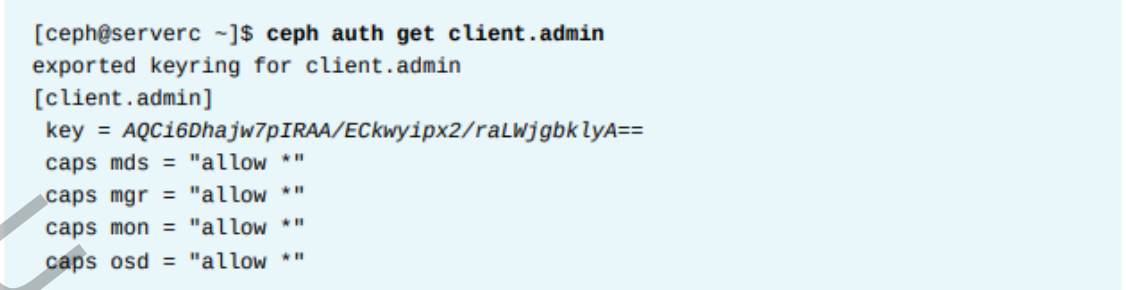 [ceph@serverc ~]$ ceph auth get client.admin
exported keyring for client.admin
[client.admin]
key = AQCi6Dhajw7pIRAA/ECkwyipx2/raLWjgbklyA==
caps mds = "allow *"
caps mgr = "allow *"
caps mon = "allow *"
caps osd = "allow *"